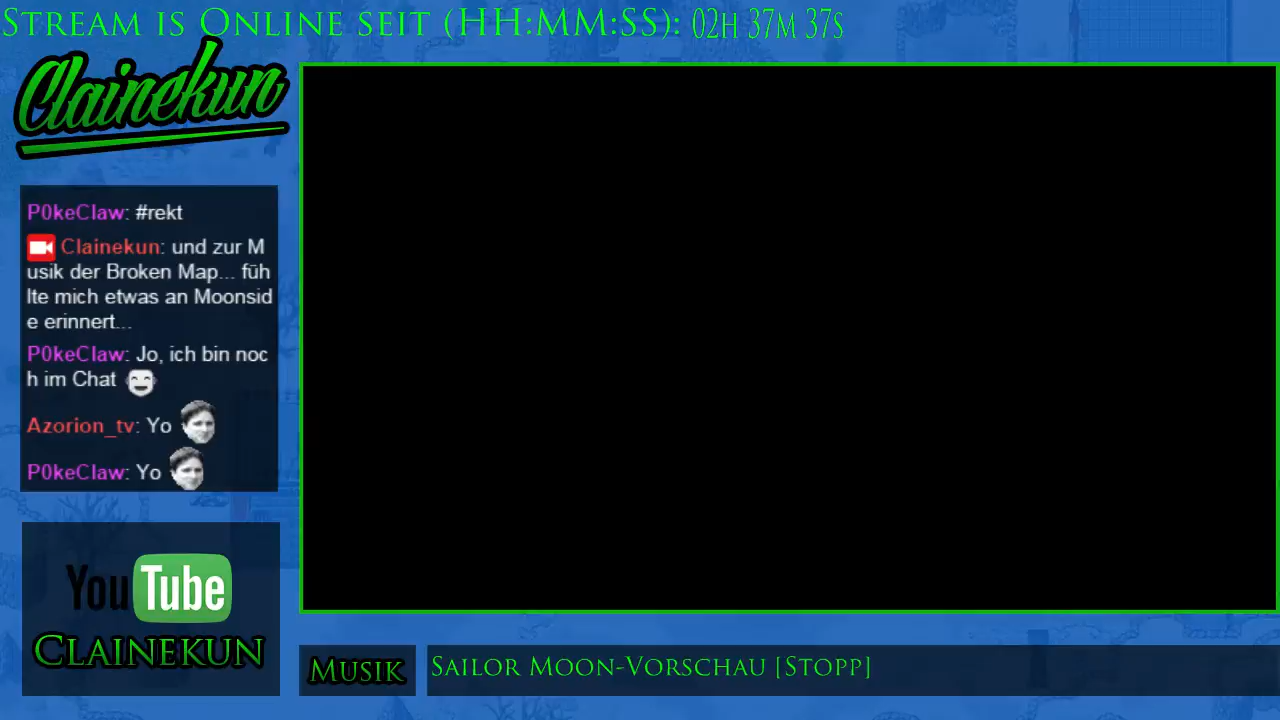 Stream is Online seit (HH:MM:SS): 02h 37m 37s
Clainekun
P0keClaw: #rekt
Clainekun: und zur M
usik der Broken Map... füh
lte mich etwas an Moonsid
e erinnert...
P0keClaw: Jo, ich bin noc
h im Chat
Azorion_tv: Yo
P0keClaw: Yo
YouTube
Clainekun
Musik
Sailor Moon-Vorschau [Stopp]